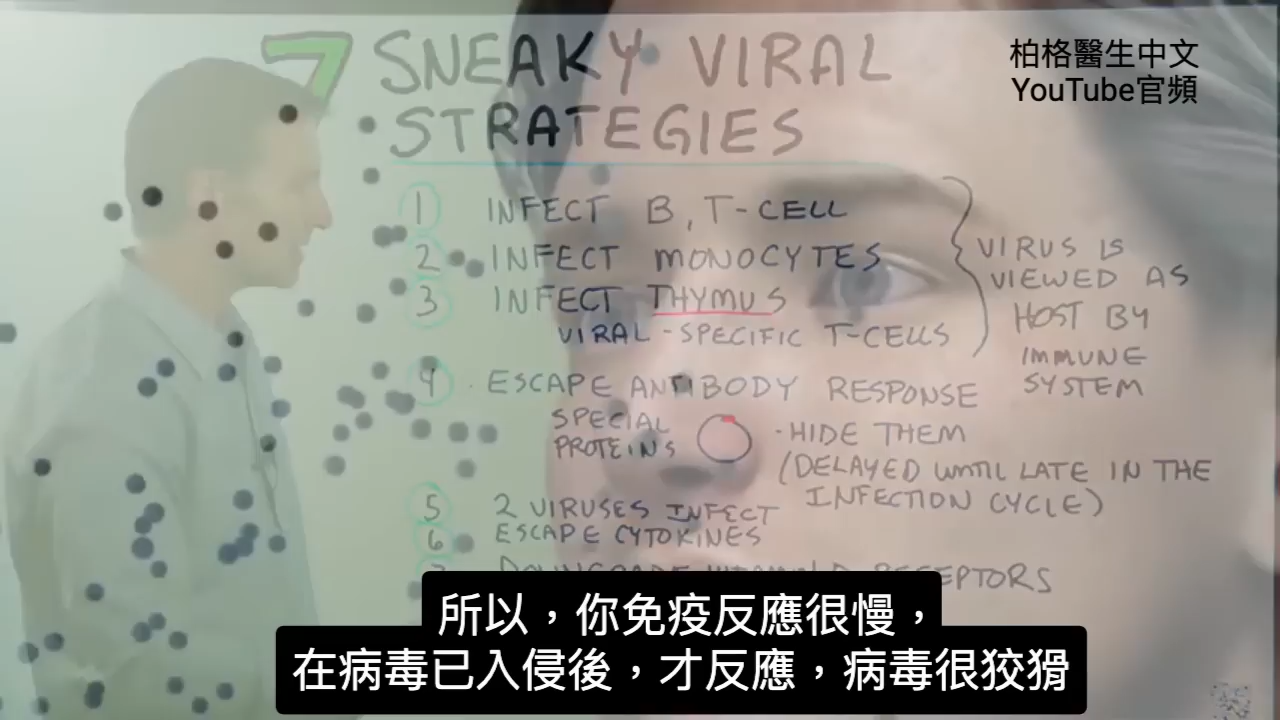 7 SNEAKY VIRAL
STRATEGIES
柏格醫生中文
YouTube官頻
1 INFECT B, T-CELL
2 INFECT MONOCYTES
3 INFECT THYMUS
VIRAL-SPECIFIC T-CELLS
VIRUS IS
VIEWED AS
HOST BY
IMMUNE
SYSTEM
4 ESCAPE ANTIBODY RESPONSE
SPECIAL
PROTEINS
·HIDE THEM
(DELAYED UNTIL LATE IN THE
INFECTION CYCLE)
5 2 VIRUSES INFECT
6 ESCAPE CYTOKINES
RECEPTORS
所以，你免疫反應很慢，
在病毒已入侵後，才反應，病毒很狡猾